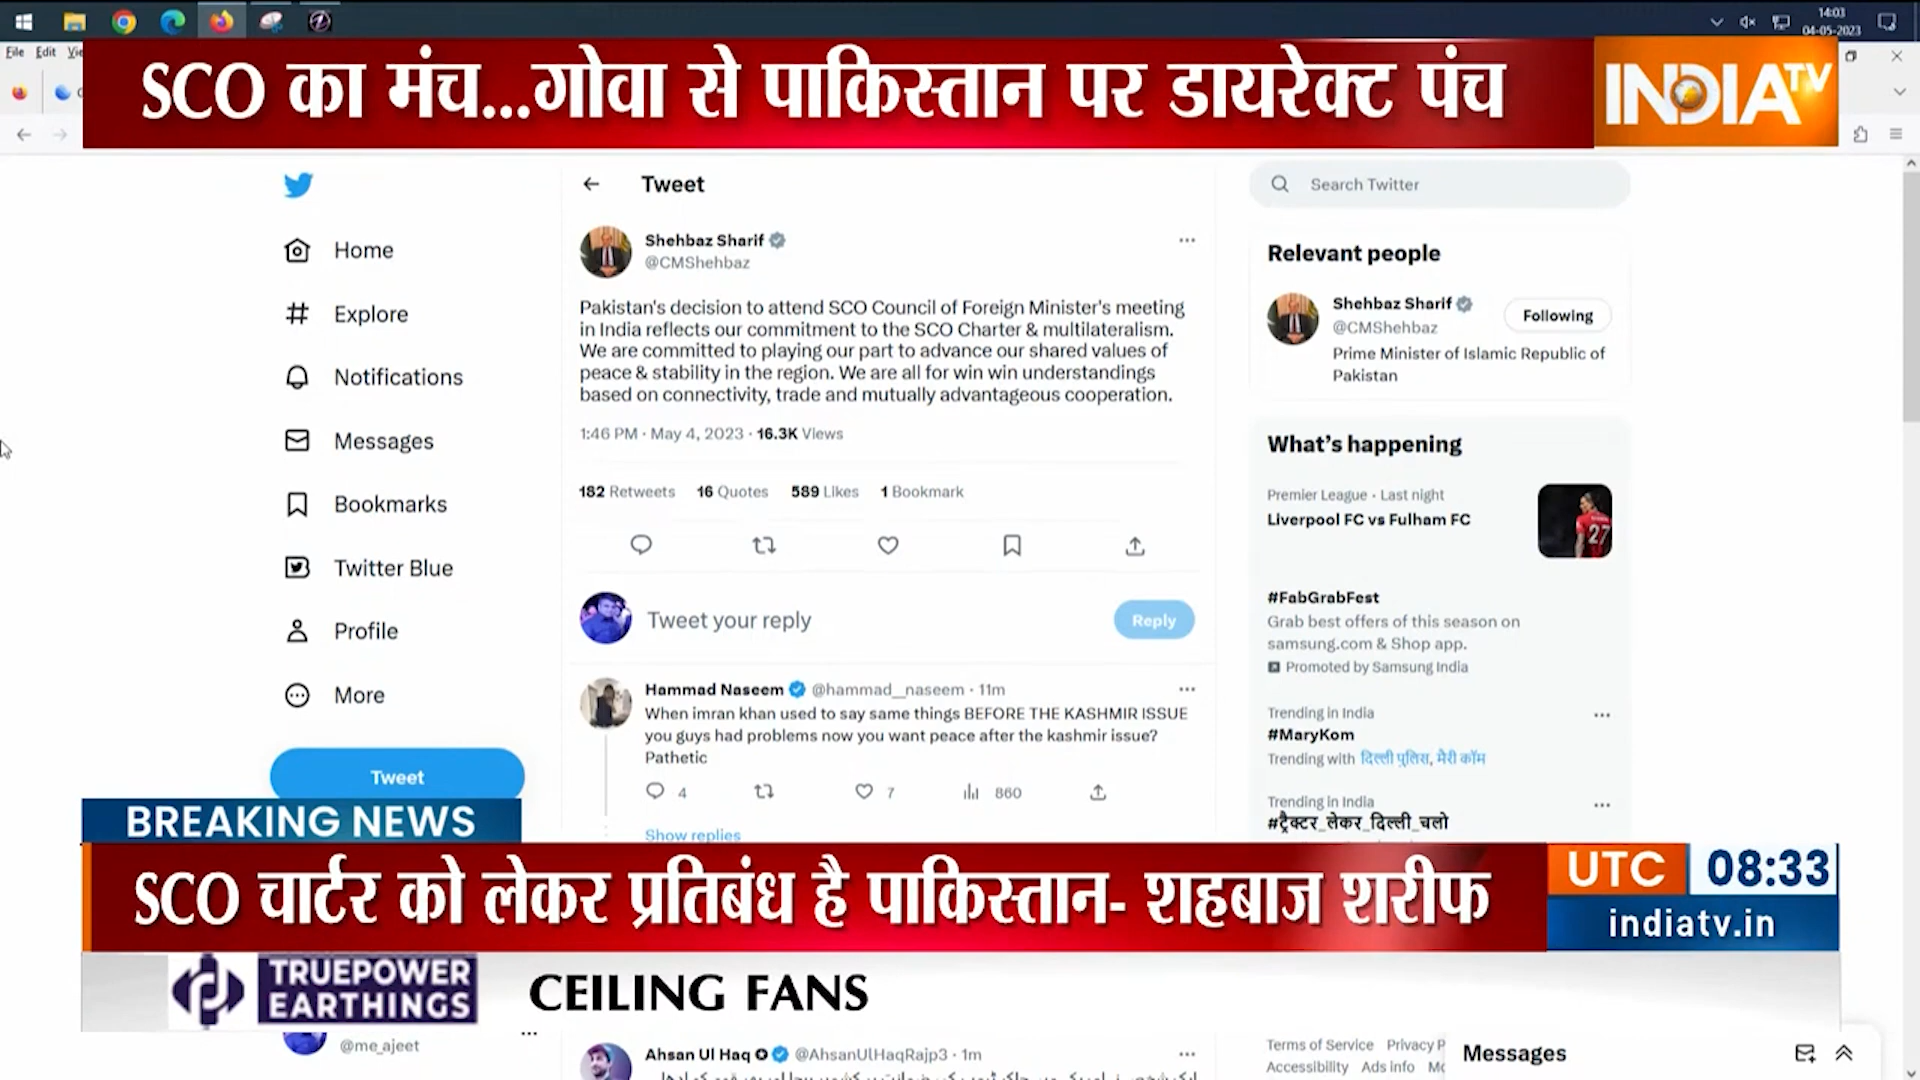 14:03
04-05-2023
File Edit
SCO का मंच...गोवा से पाकिस्तान पर डायरेक्ट पंच
INDIA TV
Tweet
Search Twitter
Home
Explore
Notifications
Messages
Bookmarks
Twitter Blue
Profile
More
Tweet
Shehbaz Sharif
@CMShehbaz
Pakistan's decision to attend SCO Council of Foreign Minister's meeting
in India reflects our commitment to the SCO Charter & multilateralism.
We are committed to playing our part to advance our shared values of
peace & stability in the region. We are all for win win understandings
based on connectivity, trade and mutually advantageous cooperation.
1:46 PM · May 4, 2023 · 16.3K Views
182 Retweets 16 Quotes 589 Likes 1 Bookmark
Tweet your reply
Reply
Hammad Naseem @hammad__naseem · 11m
When imran khan used to say same things BEFORE THE KASHMIR ISSUE
you guys had problems now you want peace after the kashmir issue?
Pathetic
4 7 860
Show replies
Relevant people
Shehbaz Sharif
@CMShehbaz
Following
Prime Minister of Islamic Republic of
Pakistan
What's happening
Premier League · Last night
Liverpool FC vs Fulham FC
27
#FabGrabFest
Grab best offers of this season on
samsung.com & Shop app.
Promoted by Samsung India
Trending in India
#MaryKom
Trending with दिल्ली पुलिस, मैरी कॉम
Trending in India
#ट्रैक्टर_लेकर_दिल्ली_चलो
BREAKING NEWS
SCO चार्टर को लेकर प्रतिबंध है पाकिस्तान- शहबाज शरीफ
UTC 08:33
indiatv.in
TRUEPOWER
EARTHINGS
CEILING FANS
@me_ajeet
Ahsan Ul Haq @AhsanUlHaqRajp3 · 1m
Terms of Service
Accessibility Ads info
Messages